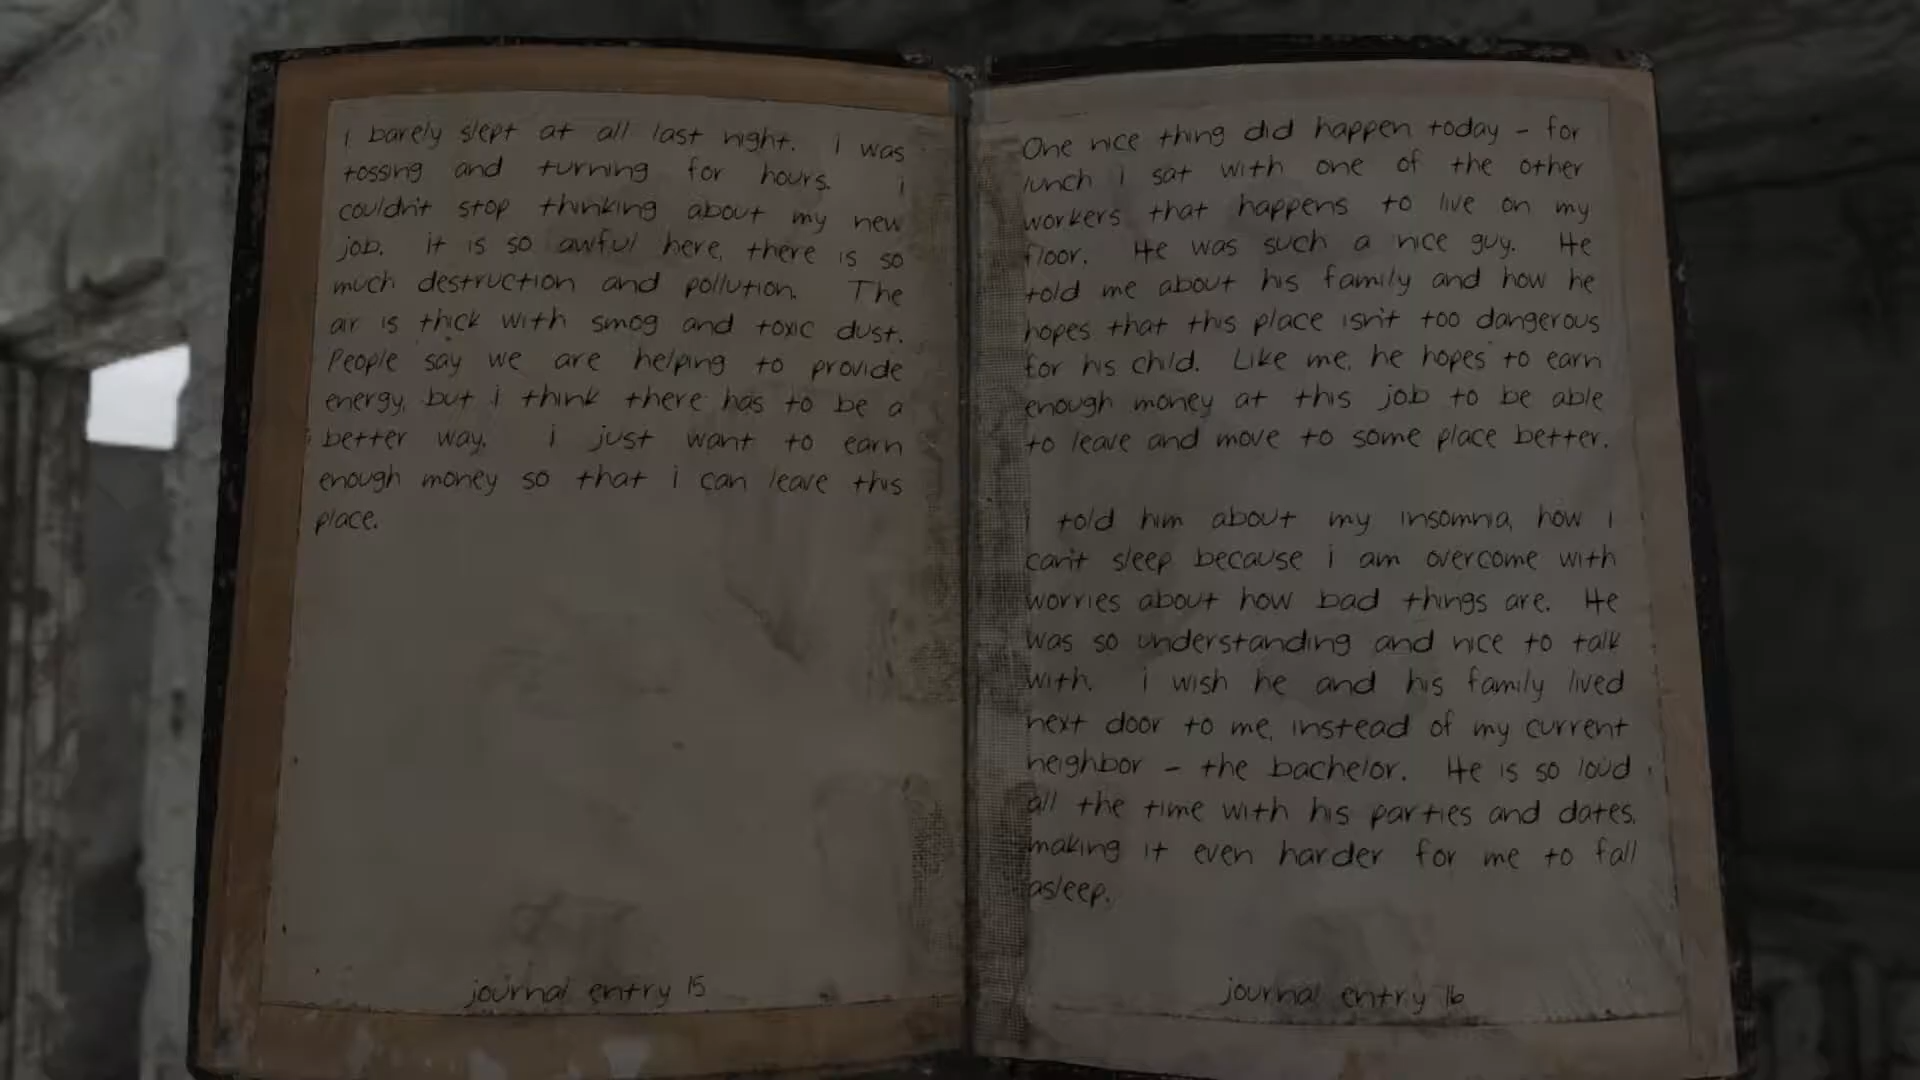 i barely slept at all last night. i was
tossing and turning for hours. i
couldn't stop thinking about my new
job. it is so awful here, there is so
much destruction and pollution. The
air is thick with smog and toxic dust.
People say we are helping to provide
energy, but i think there has to be a
better way. i just want to earn
enough money so that i can leave this
place.
journal entry 15
One nice thing did happen today - for
lunch i sat with one of the other
workers that happens to live on my
floor. He was such a nice guy. He
told me about his family and how he
hopes that this place isn't too dangerous
for his child. Like me, he hopes to earn
enough money at this job to be able
to leave and move to some place better.
i told him about my insomnia, how i
can't sleep because i am overcome with
worries about how bad things are. He
was so understanding and nice to talk
with. i wish he and his family lived
next door to me, instead of my current
neighbor - the bachelor. He is so loud
all the time with his parties and dates,
making it even harder for me to fall
asleep.
journal entry 16